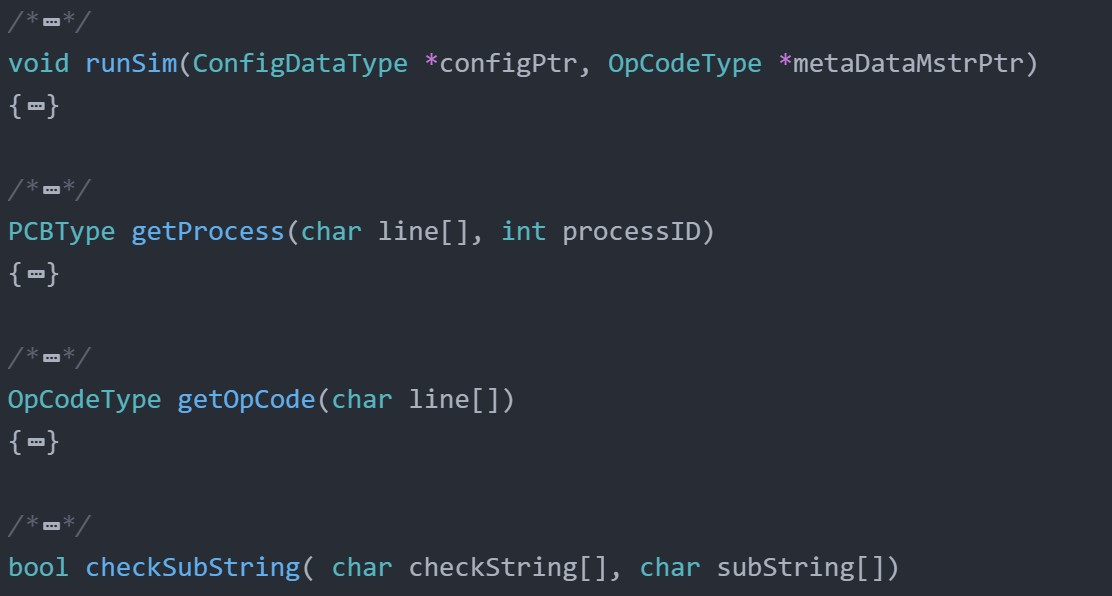 /*⋯*/
void runSim(ConfigDataType *configPtr, OpCodeType *metaDataMstrPtr)
{⋯}
/*⋯*/
PCBType getProcess(char line[], int processID)
{⋯}
/*⋯*/
OpCodeType getOpCode(char line[])
{⋯}
/*⋯*/
bool checkSubString( char checkString[], char subString[])